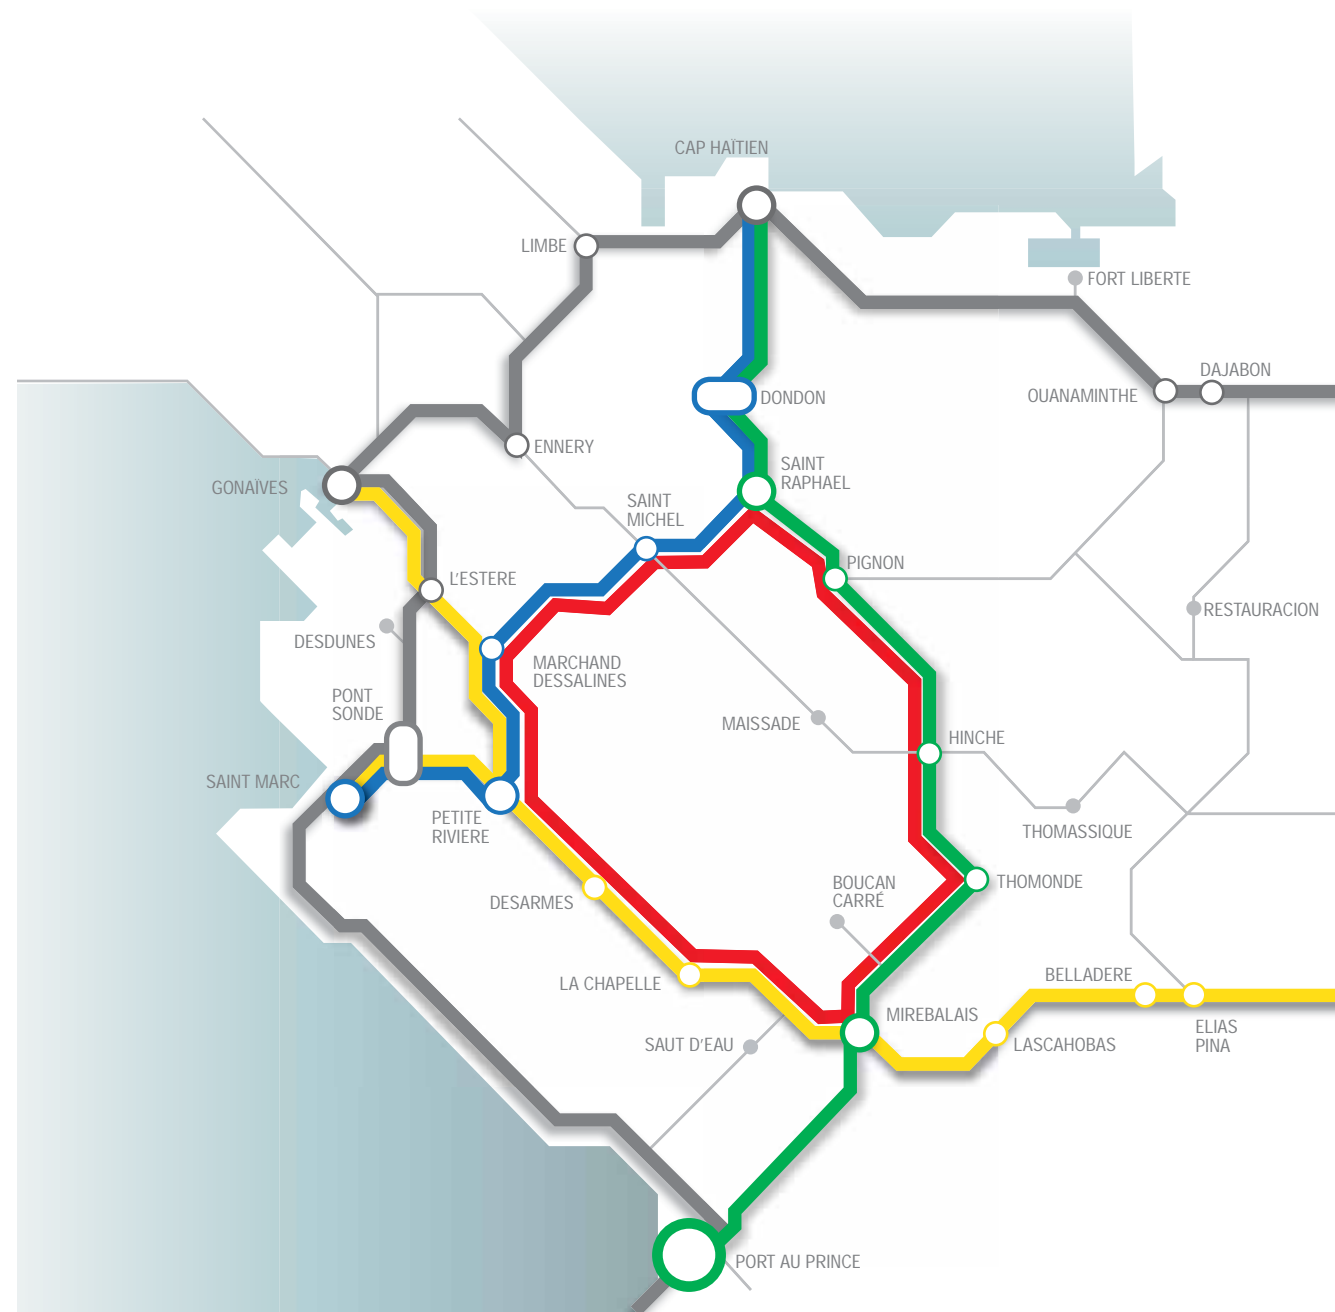 CAP HAÏTIEN
LIMBE
FORT LIBERTE
DAJABON
OUANAMINTHE
DONDON
ENNERY
SAINT
RAPHAEL
GONAÏVES
SAINT
MICHEL
PIGNON
L'ESTERE
RESTAURACION
DESDUNES
MARCHAND
DESSALINES
PONT
SONDE
MAISSADE
HINCHE
SAINT MARC
PETITE
RIVIERE
THOMASSIQUE
BOUCAN
CARRÉ
THOMONDE
DESARMES
LA CHAPELLE
BELLADERE
MIREBALAIS
ELIAS
PINA
SAUT D'EAU
LASCAHOBAS
PORT AU PRINCE